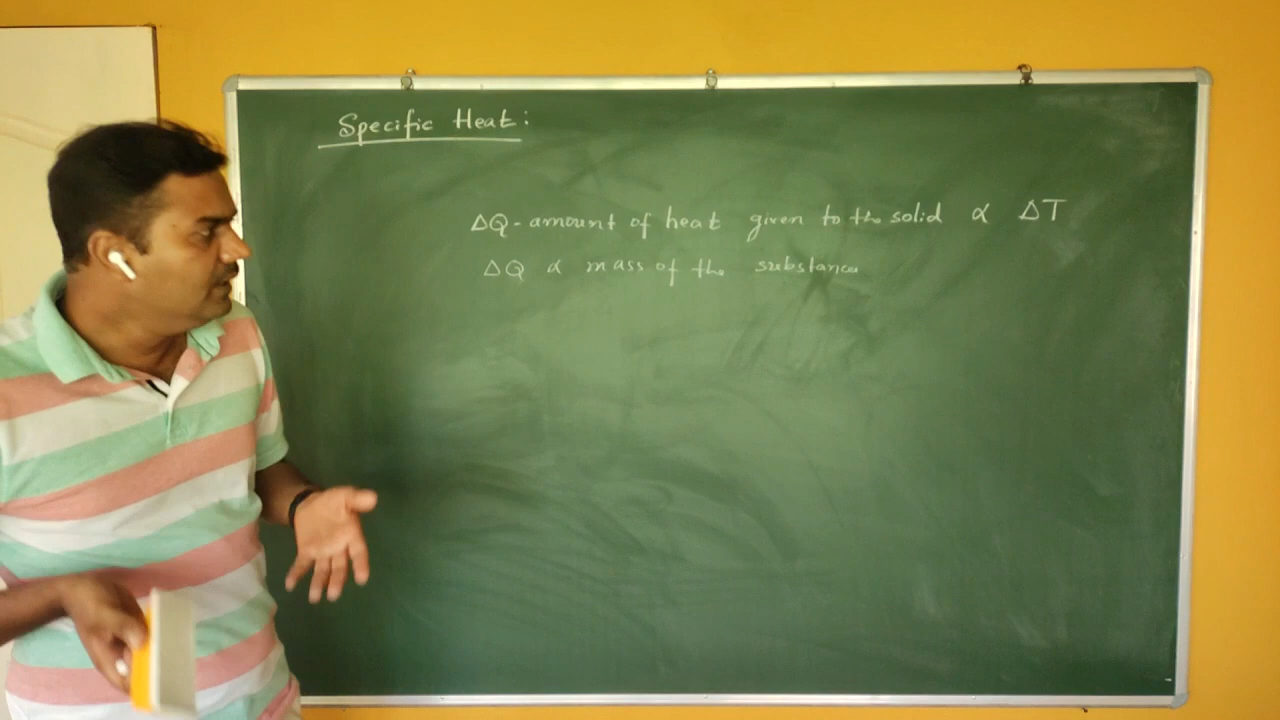 Specific Heat:
ΔQ - amount of heat given to the solid ∝ ΔT
ΔQ ∝ mass of the substance